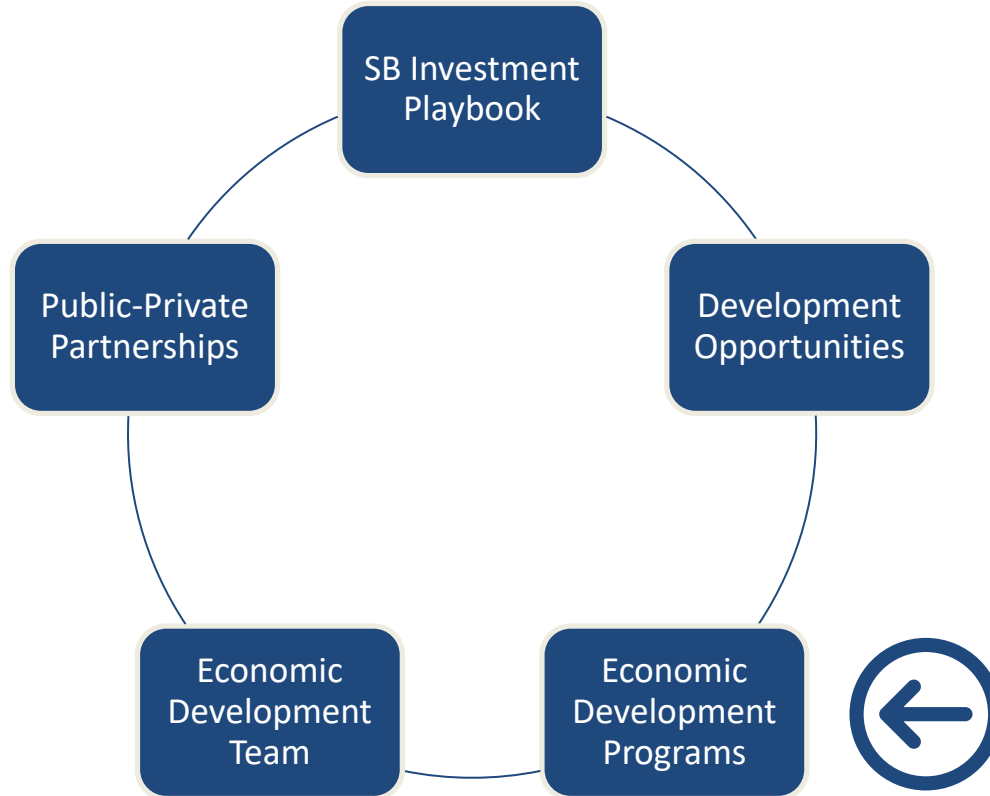 SB Investment
Playbook
Public-Private
Partnerships
Development
Opportunities
Economic
Development
Team
Economic
Development
Programs